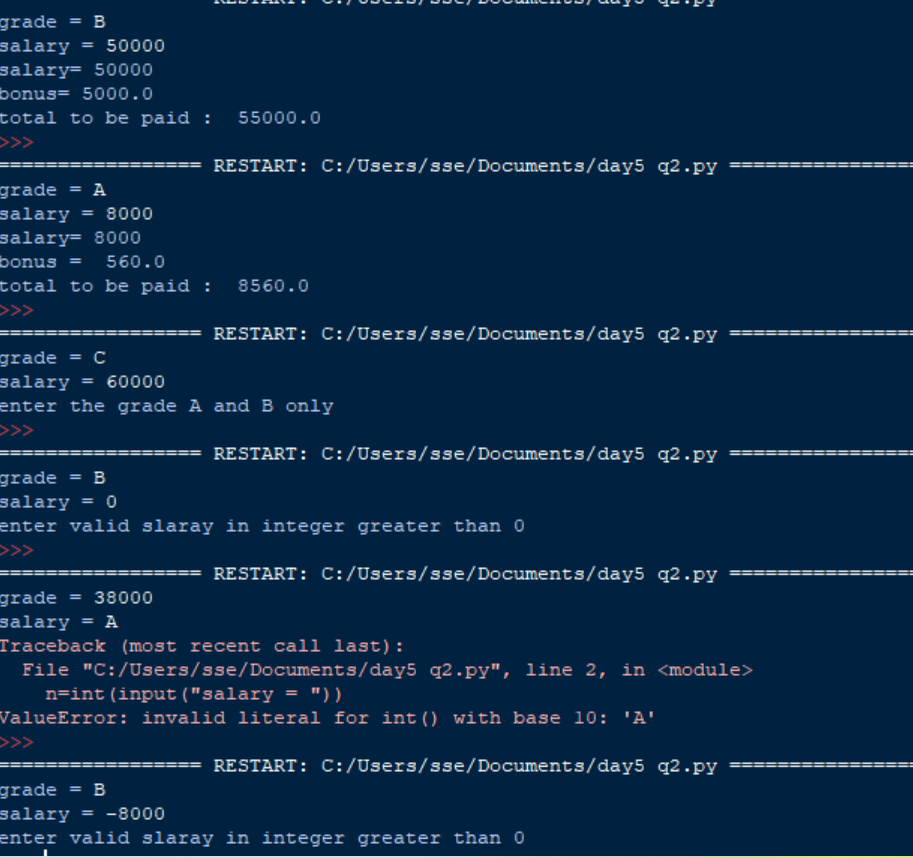 RESTART: C:/Users/sse/Documents/day5 q2.py
grade = B
salary = 50000
salary= 50000
bonus= 5000.0
total to be paid :  55000.0
>>>
================= RESTART: C:/Users/sse/Documents/day5 q2.py ================
grade = A
salary = 8000
salary= 8000
bonus =  560.0
total to be paid :  8560.0
>>>
================= RESTART: C:/Users/sse/Documents/day5 q2.py ================
grade = C
salary = 60000
enter the grade A and B only
>>>
================= RESTART: C:/Users/sse/Documents/day5 q2.py ================
grade = B
salary = 0
enter valid slaray in integer greater than 0
>>>
================= RESTART: C:/Users/sse/Documents/day5 q2.py ================
grade = 38000
salary = A
Traceback (most recent call last):
  File "C:/Users/sse/Documents/day5 q2.py", line 2, in <module>
    n=int(input("salary = "))
ValueError: invalid literal for int() with base 10: 'A'
>>>
================= RESTART: C:/Users/sse/Documents/day5 q2.py ================
grade = B
salary = -8000
enter valid slaray in integer greater than 0